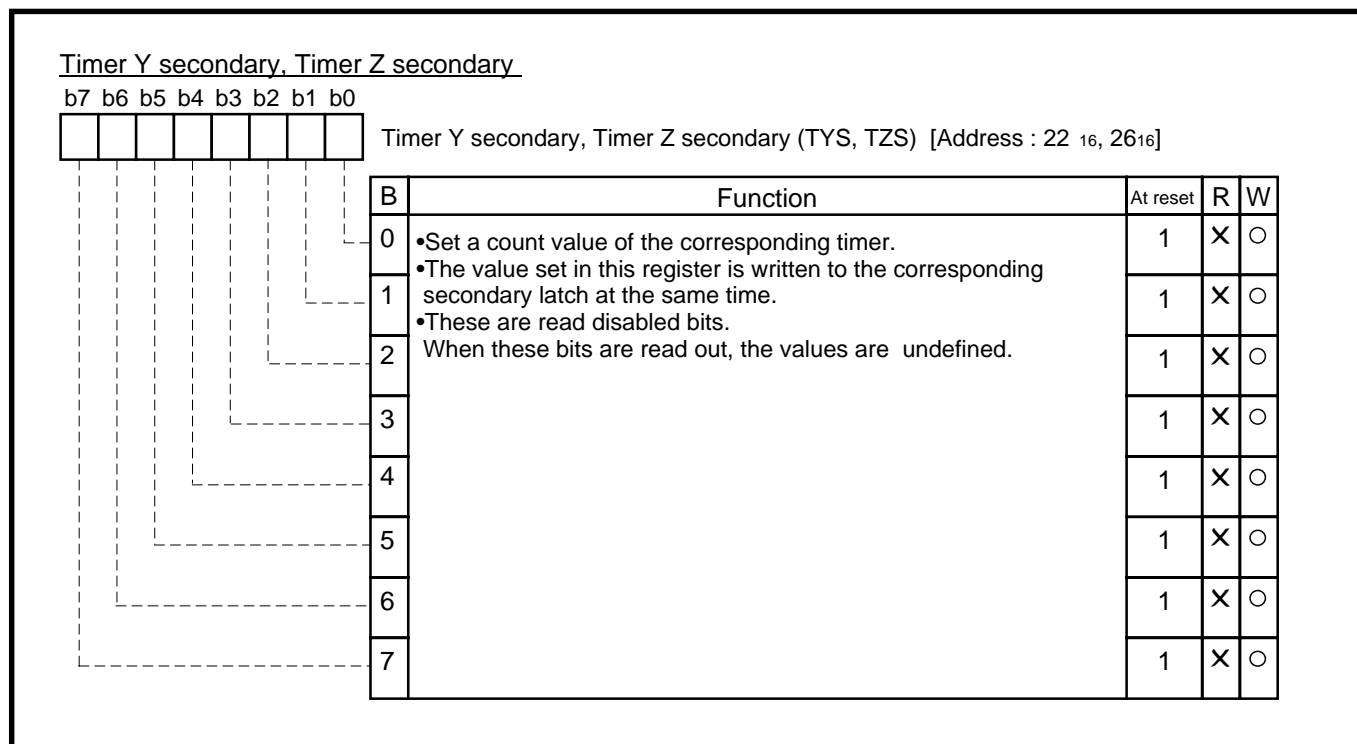 Timer Y secondary, Timer Z secondary
b7 b6 b5 b4 b3 b2 b1 b0
Timer Y secondary, Timer Z secondary (TYS, TZS) [Address : 22 16, 2616]
B Function At reset R W
0 •Set a count value of the corresponding timer. 1 X ○
•The value set in this register is written to the corresponding
1 secondary latch at the same time. 1 X ○
•These are read disabled bits.
2 When these bits are read out, the values are undefined. 1 X ○
3 1 X ○
4 1 X ○
5 1 X ○
6 1 X ○
7 1 X ○